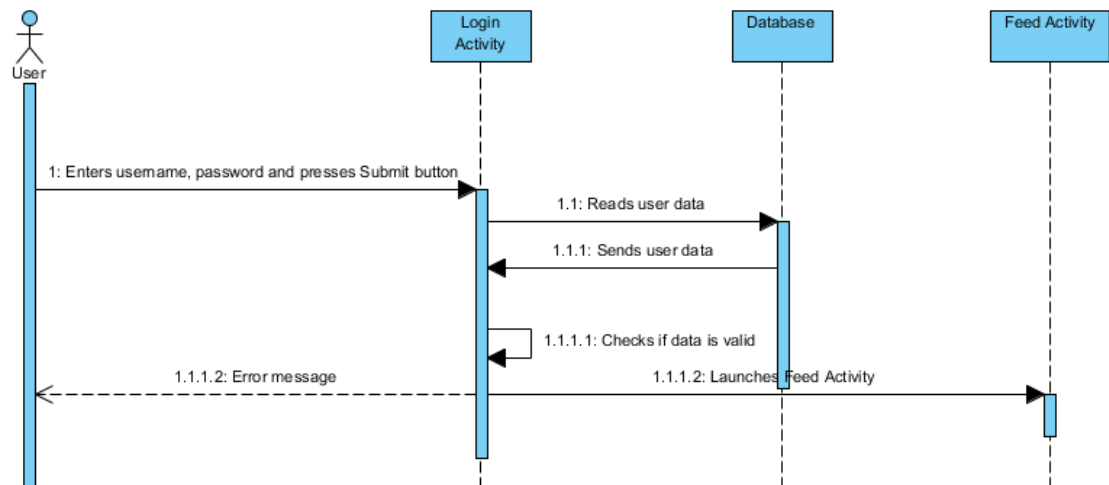 User
Login
Activity
Database
Feed Activity
1: Enters username, password and presses Submit button
1.1: Reads user data
1.1.1: Sends user data
1.1.1.1: Checks if data is valid
1.1.1.2: Error message
1.1.1.2: Launches Feed Activity